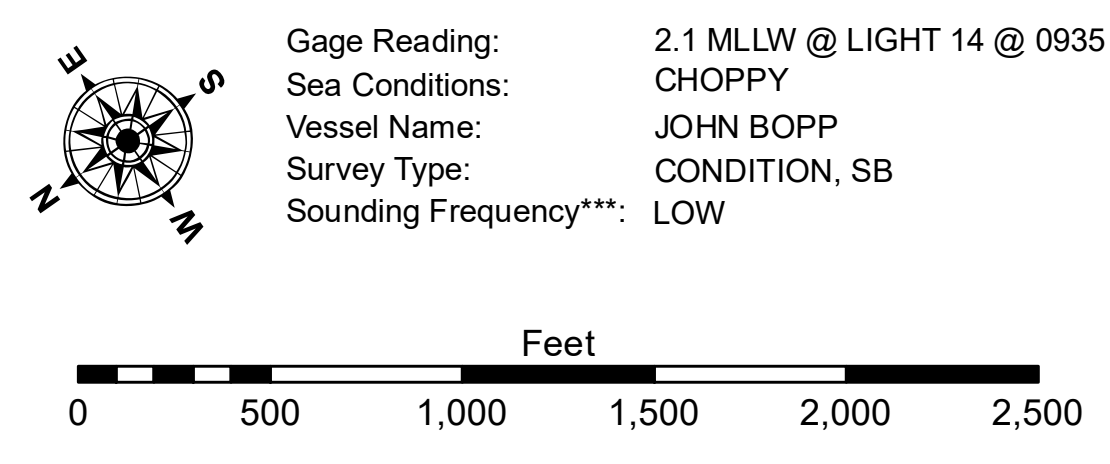 E
S
N
W
Gage Reading: 2.1 MLLW @ LIGHT 14 @ 0935
Sea Conditions: CHOPPY
Vessel Name: JOHN BOPP
Survey Type: CONDITION, SB
Sounding Frequency***: LOW
Feet
0 500 1,000 1,500 2,000 2,500